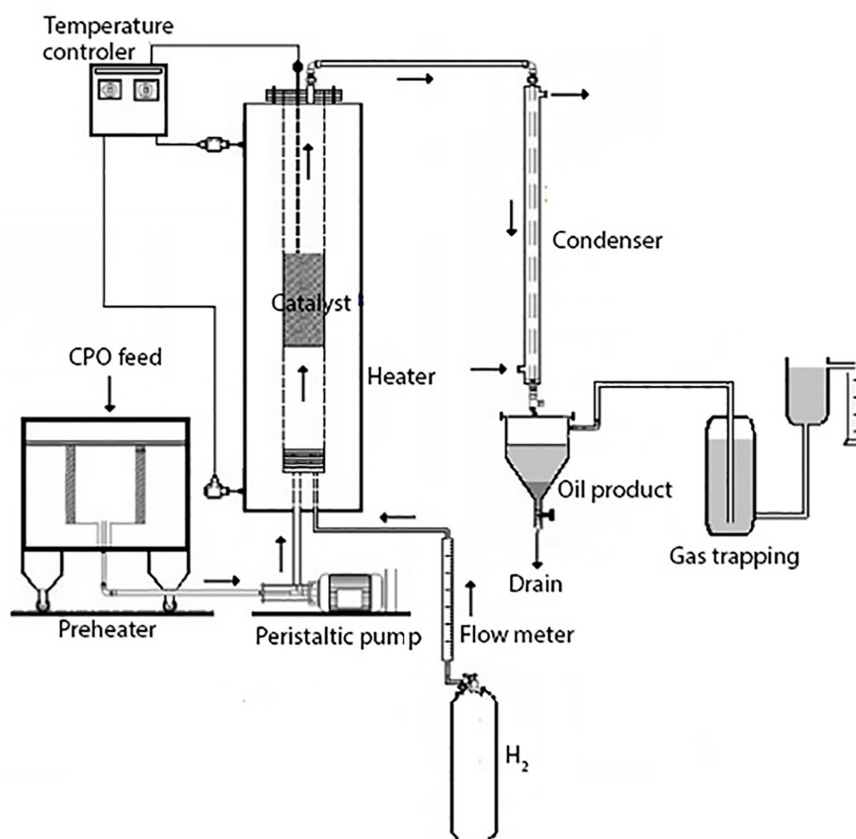 Temperature
controler
Condenser
Catalyst
CPO feed
Heater
Oil product
Gas trapping
Drain
Preheater
Peristaltic pump
Flow meter
H₂